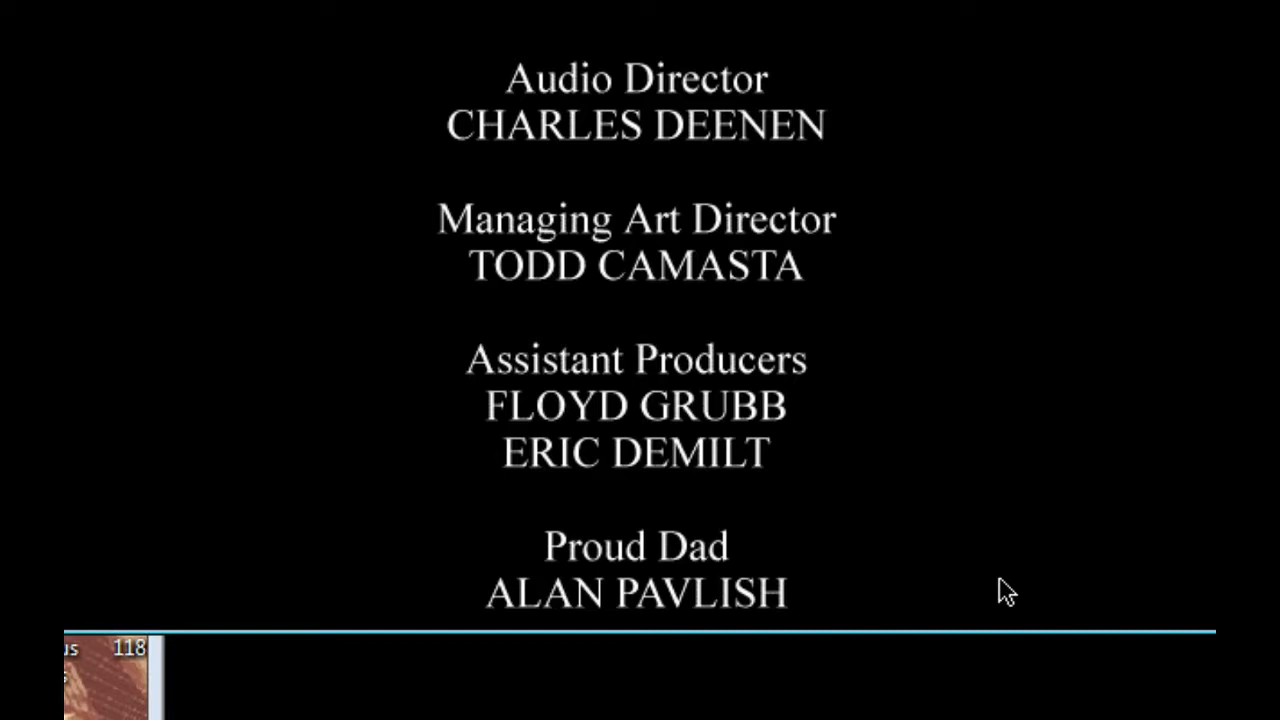 Audio Director
CHARLES DEENEN
Managing Art Director
TODD CAMASTA
Assistant Producers
FLOYD GRUBB
ERIC DEMILT
Proud Dad
ALAN PAVLISH
us 118
s